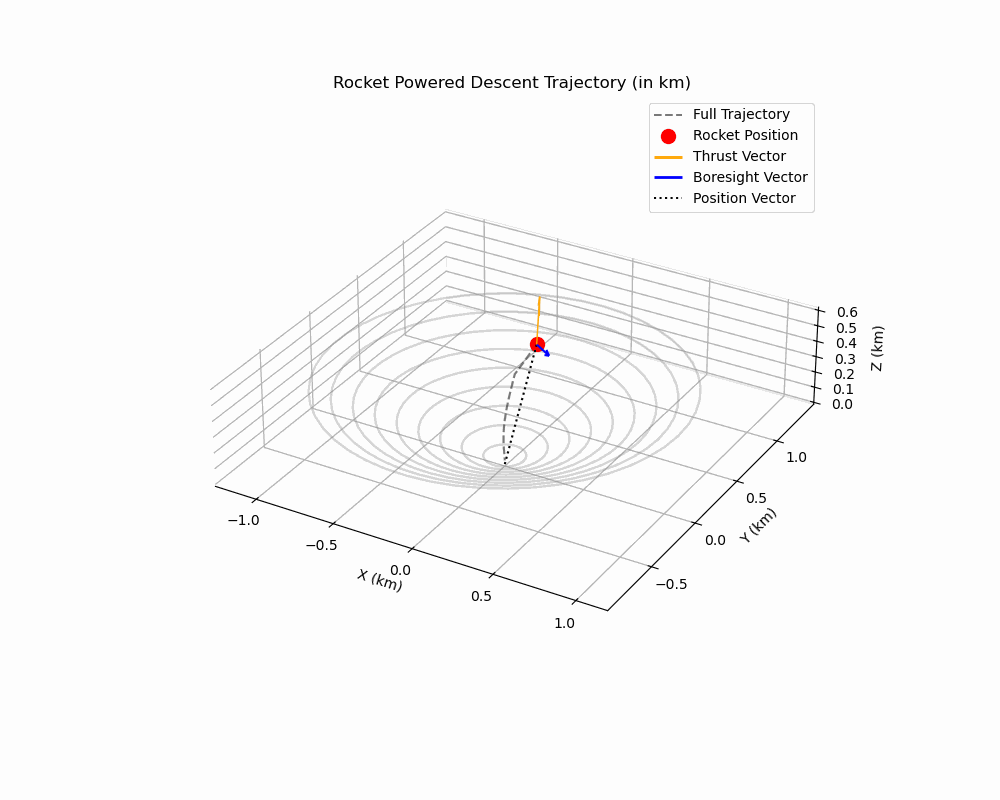 Rocket Powered Descent Trajectory (in km)
Full Trajectory
Rocket Position
Thrust Vector
Boresight Vector
Position Vector
0.6
0.5
0.4
0.3
0.2
0.1
0.0
Z (km)
1.0
0.5
0.0
−0.5
Y (km)
−1.0
−0.5
0.0
0.5
1.0
X (km)